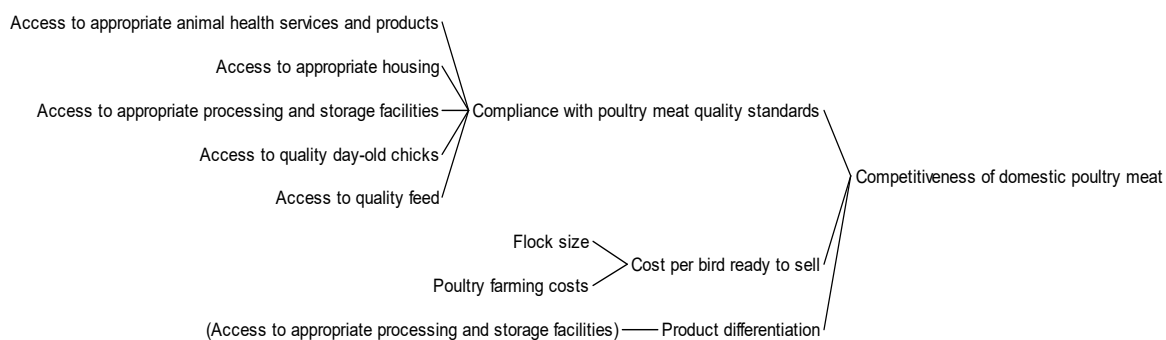 Access to appropriate animal health services and products
Access to appropriate housing
Access to appropriate processing and storage facilities
Compliance with poultry meat quality standards
Access to quality day-old chicks
Competitiveness of domestic poultry meat
Access to quality feed
Flock size
Cost per bird ready to sell
Poultry farming costs
(Access to appropriate processing and storage facilities)
Product differentiation